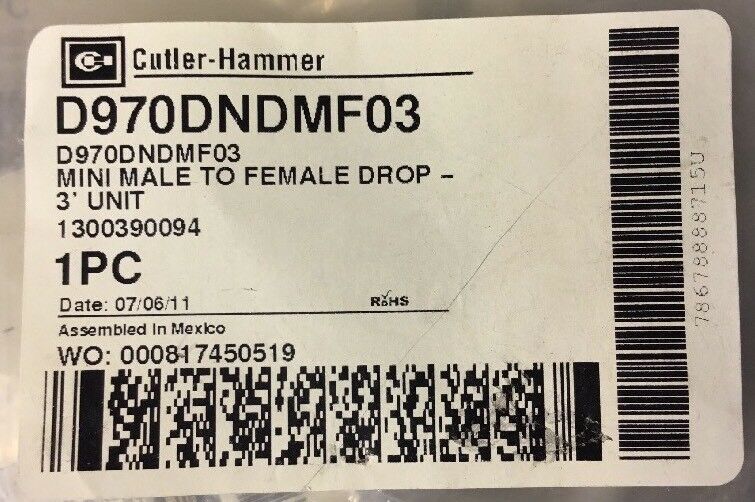 Cutler-Hammer
D970DNDMF03
D970DNDMF03
MINI MALE TO FEMALE DROP -
3' UNIT
1300390094
1PC
Date: 07/06/11 RoHS
Assembled In Mexico
WO: 000817450519
78678888715U